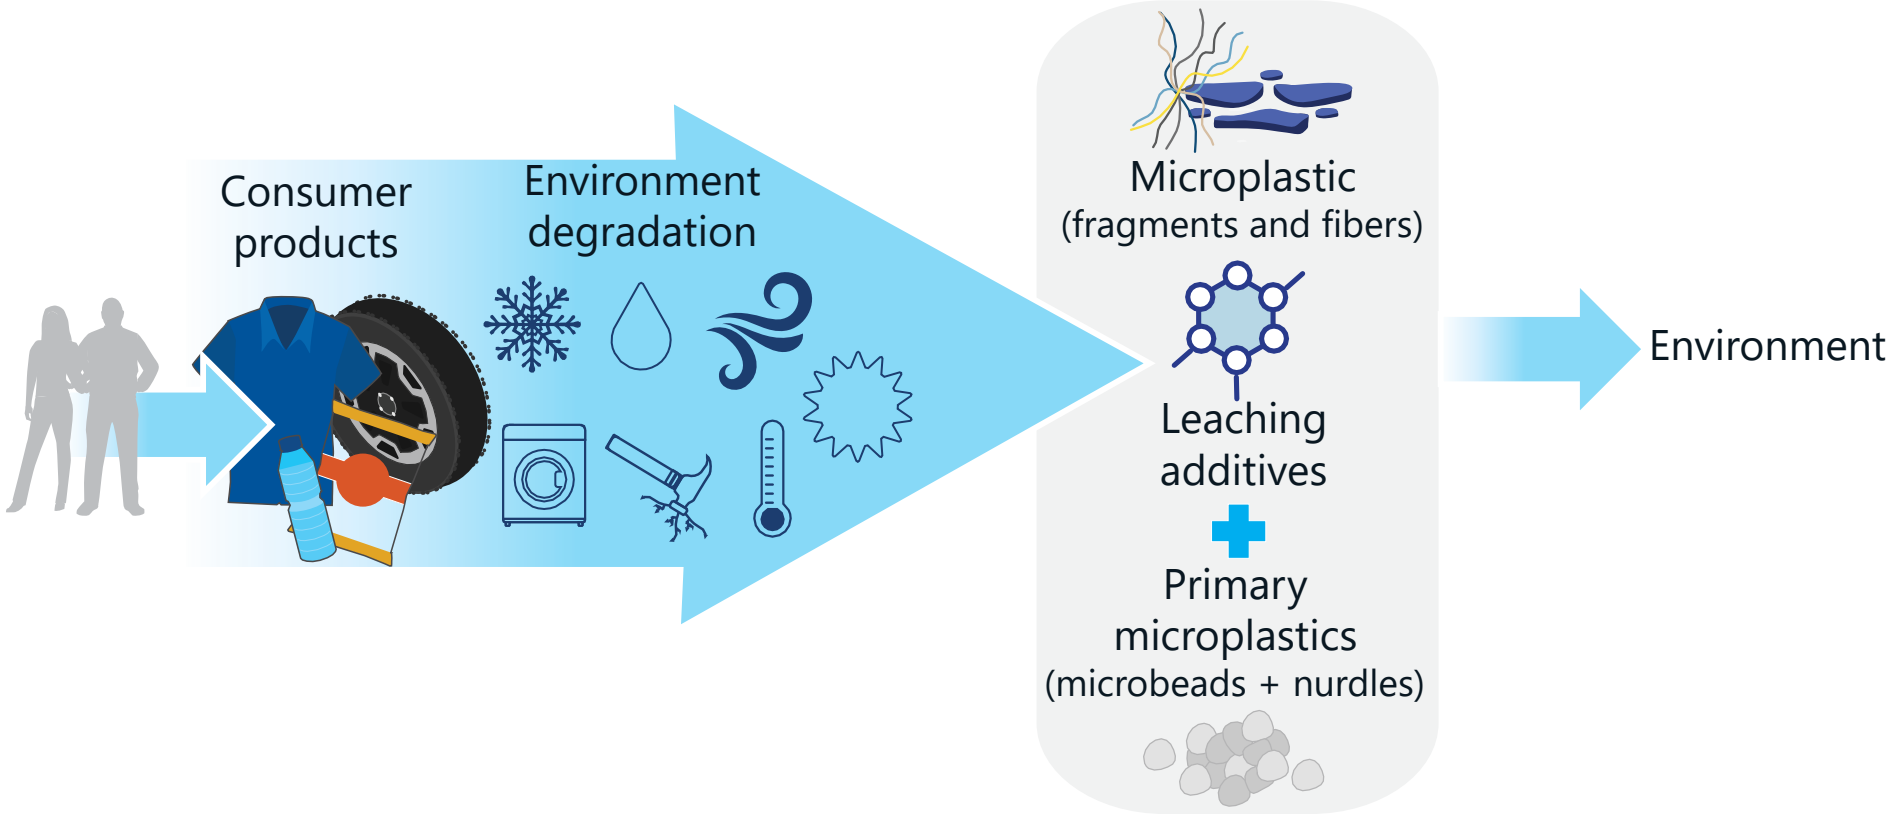 Consumer
products
Environment
degradation
Microplastic
(fragments and fibers)
Leaching
additives
Primary
microplastics
(microbeads + nurdles)
Environment